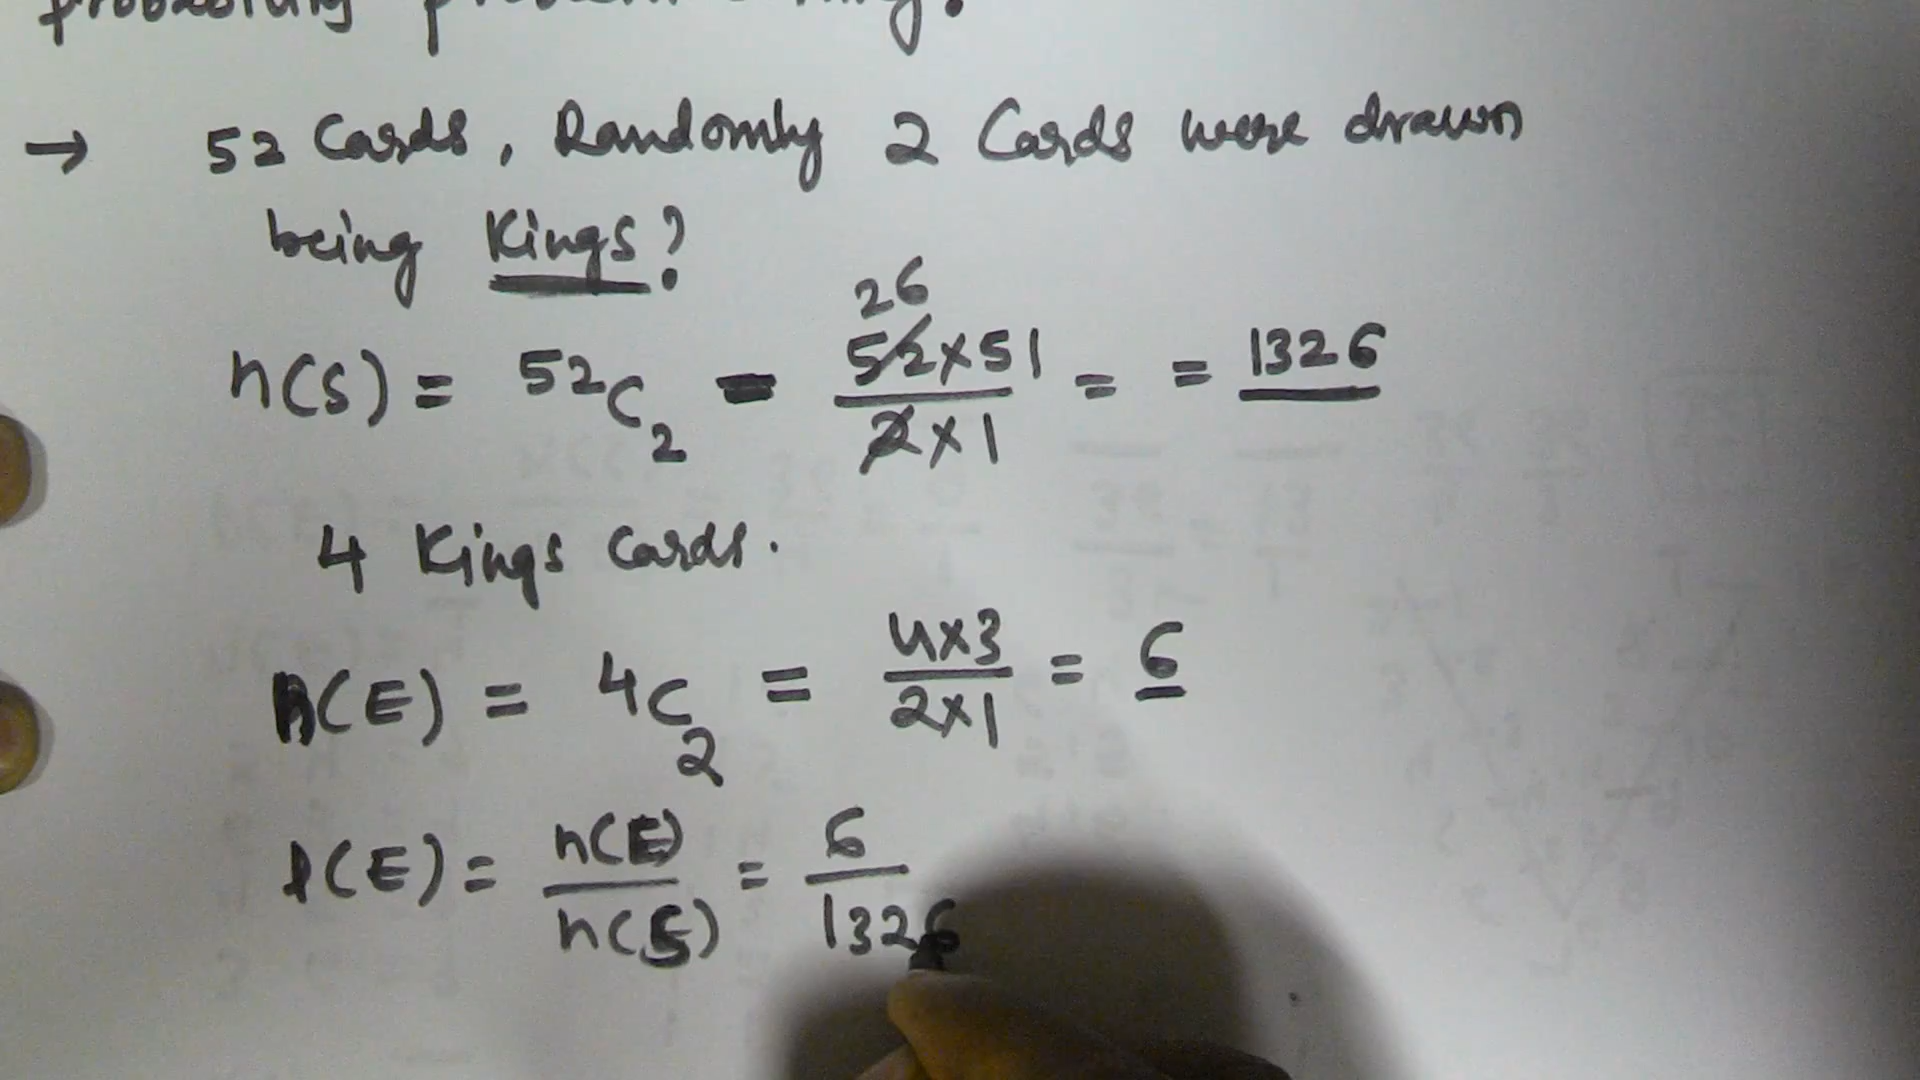 52 Cards, Randomly 2 Cards were drawn
being Kings?
n(S) = 52C2 = 26 52×51 / 2×1 = = 1326
4 Kings Cards.
n(E) = 4C2 = 4×3 / 2×1 = 6
P(E) = n(E) / n(S) = 6 / 1326